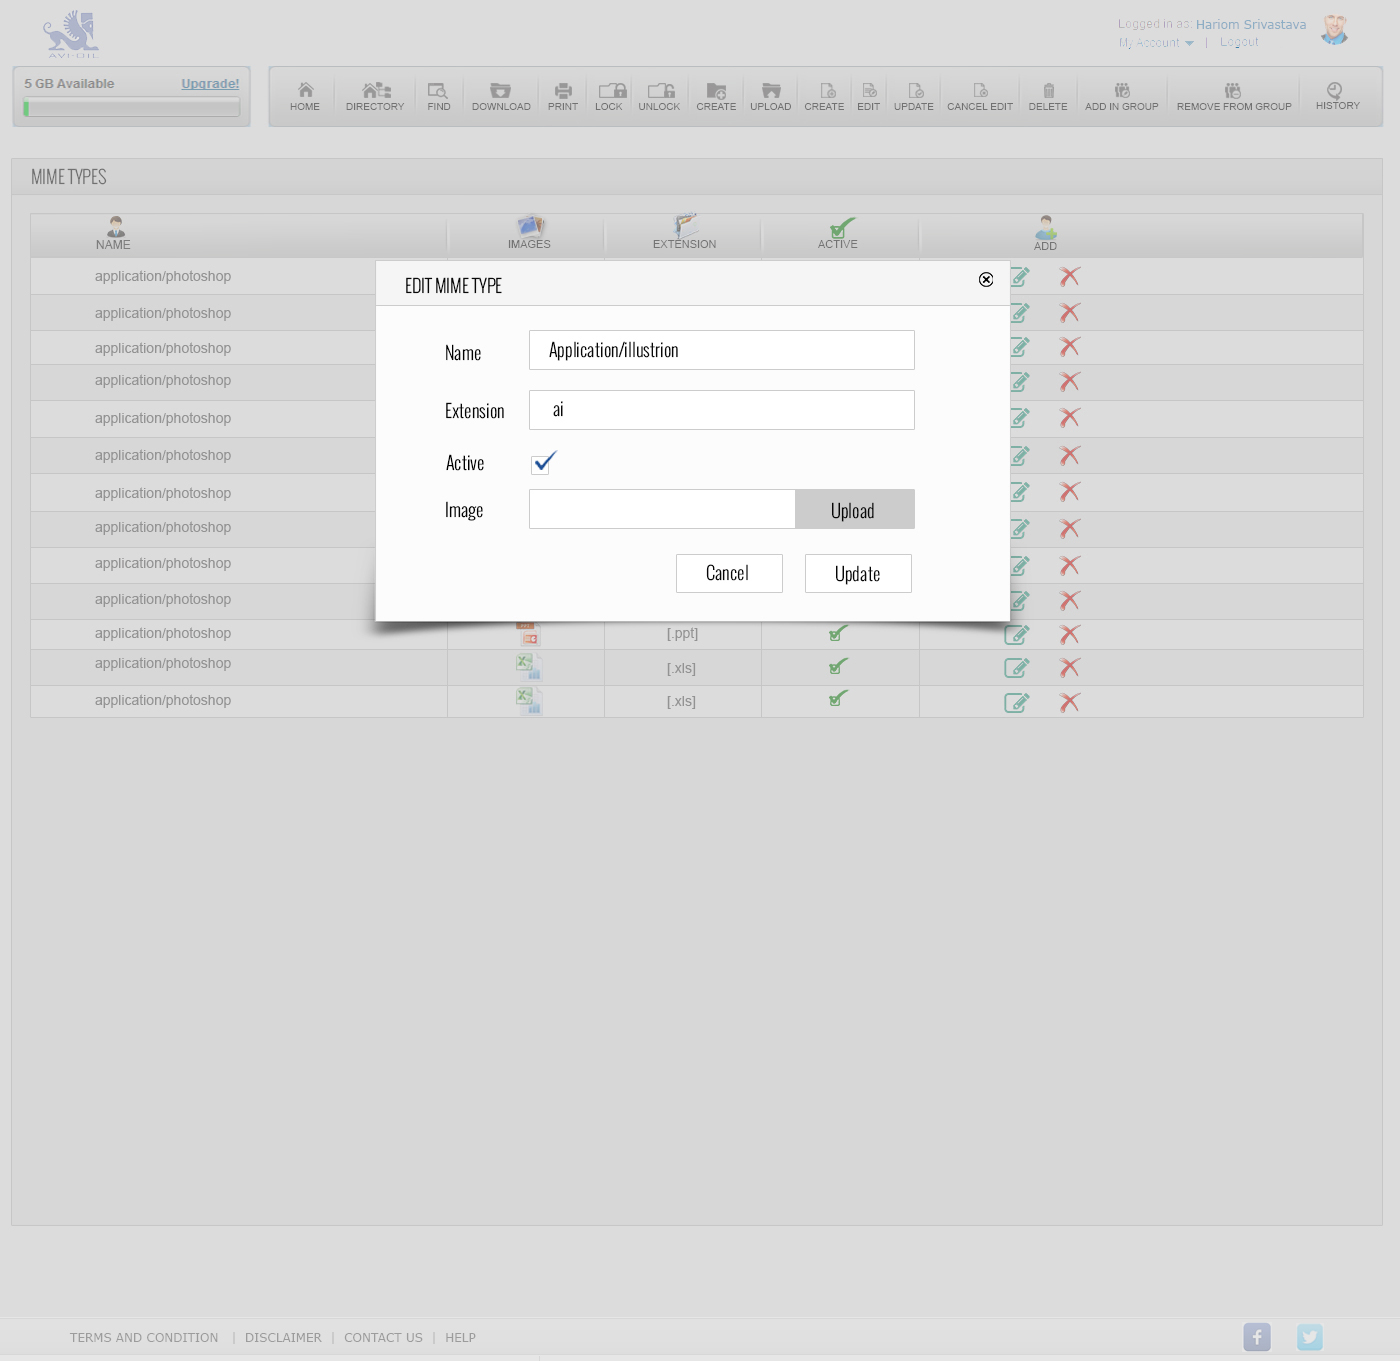 AVI-OIL
Logged in as: Hariom Srivastava
My Account | Logout
5 GB Available Upgrade!
HOME DIRECTORY FIND DOWNLOAD PRINT LOCK UNLOCK CREATE UPLOAD CREATE EDIT UPDATE CANCEL EDIT DELETE ADD IN GROUP REMOVE FROM GROUP HISTORY
MIME TYPES
NAME IMAGES EXTENSION ACTIVE ADD
application/photoshop
application/photoshop
application/photoshop
application/photoshop
application/photoshop
application/photoshop
application/photoshop
application/photoshop
application/photoshop
application/photoshop
application/photoshop [.ppt]
application/photoshop [.xls]
application/photoshop [.xls]
EDIT MIME TYPE
Name Application/illustrion
Extension ai
Active
Image Upload
Cancel Update
TERMS AND CONDITION | DISCLAIMER | CONTACT US | HELP